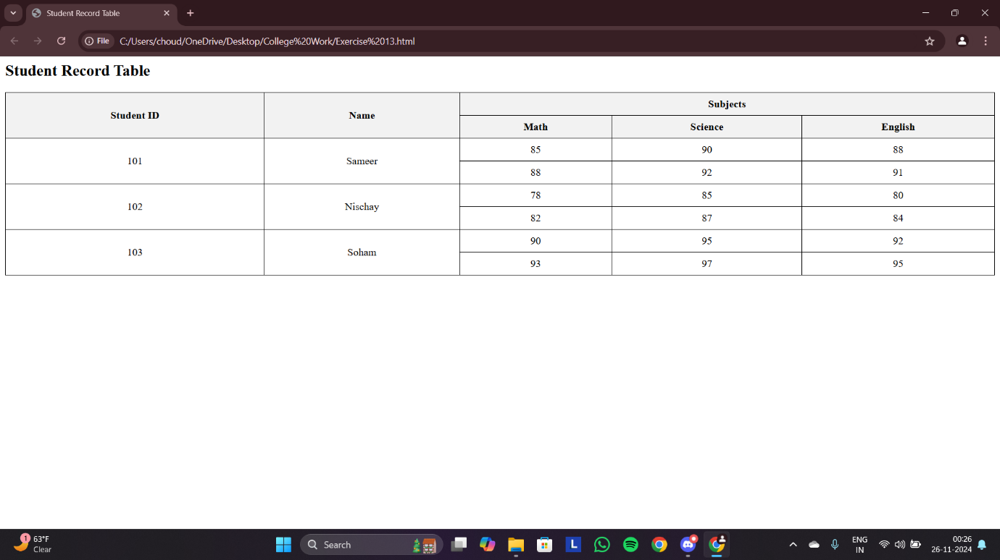 Student Record Table
File C:/Users/choud/OneDrive/Desktop/College%20Work/Exercise%2013.html
Student Record Table
Student ID Name Subjects
Math Science English
101 Sameer 85 90 88
88 92 91
102 Nischay 78 85 80
82 87 84
103 Soham 90 95 92
93 97 95
1 63°F
Clear
Search
L
ENG
IN
00:26
26-11-2024